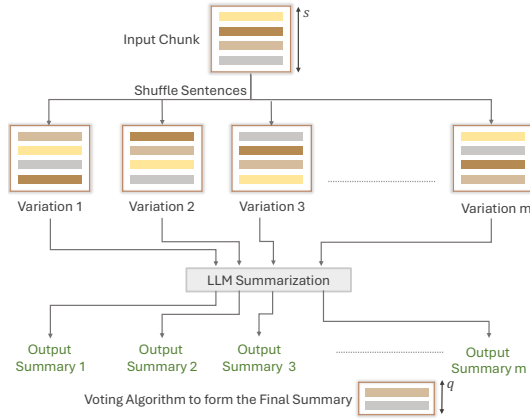 s
Input Chunk
Shuffle Sentences
Variation 1
Variation 2
Variation 3
Variation m
LLM Summarization
Output
Summary 1
Output
Summary 2
Output
Summary 3
Output
Summary m
Voting Algorithm to form the Final Summary
q